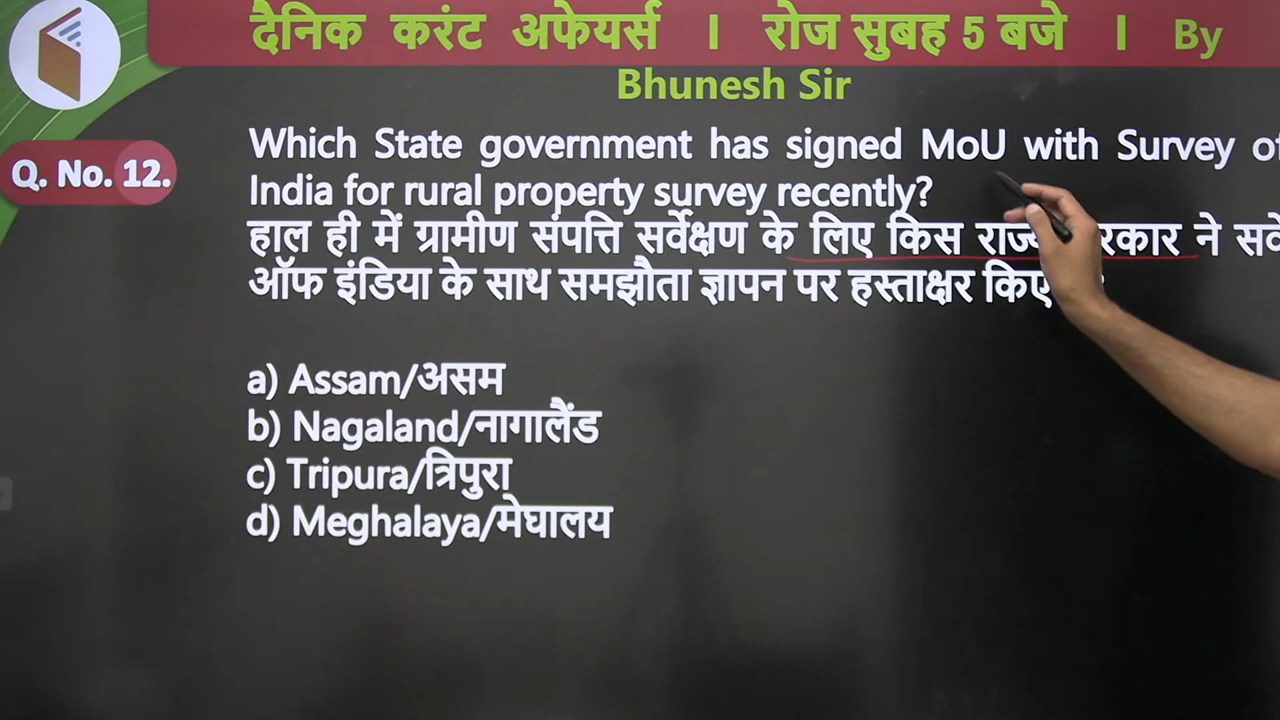 दैनिक करंट अफेयर्स । रोज सुबह 5 बजे । By
Bhunesh Sir
Q. No. 12.
Which State government has signed MoU with Survey of
India for rural property survey recently?
हाल ही में ग्रामीण संपत्ति सर्वेक्षण के लिए किस ने
ऑफ इंडिया के साथ समझौता ज्ञापन पर हस्ताक्षर
a) Assam/असम
b) Nagaland/नागालैंड
c) Tripura/त्रिपुरा
d) Meghalaya/मेघालय